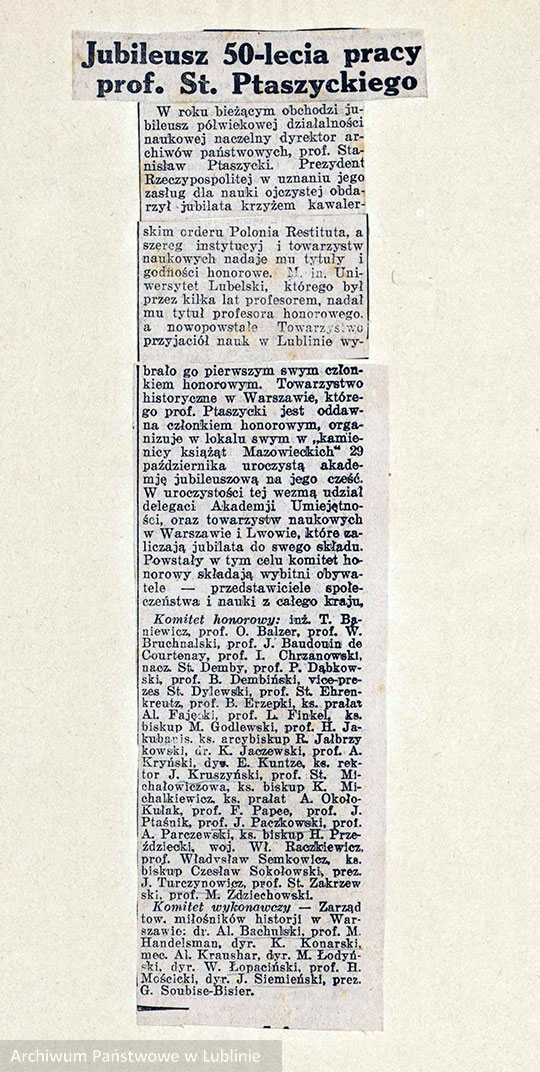 Jubileusz 50-lecia pracy
prof. St. Ptaszyckiego
W roku bieżącym obchodzi ju-
bileusz półwiekowej działalności
naukowej naczelny dyrektor ar-
chiwów państwowych, prof. Sta-
nisław Ptaszycki. Prezydent
Rzeczypospolitej w uznaniu jego
zasług dla nauki ojczystej obda-
rzył jubilata krzyżem kawaler-
skim orderu Polonia Restituta, a
szereg instytucyj i towarzystw
naukowych nadaje mu tytuły i
godności honorowe. M. in. Uni-
wersytet Lubelski, którego był
przez kilka lat profesorem, nadał
mu tytuł profesora honorowego,
a nowopowstałe Towarzystwo
przyjaciół nauk w Lublinie wy-
brało go pierwszym swym człon-
kiem honorowym. Towarzystwo
historyczne w Warszawie, które-
go prof. Ptaszycki jest oddaw-
na członkiem honorowym, orga-
nizuje w lokalu swym w „kamie-
nicy książąt Mazowieckich" 29
października uroczystą akade-
mję jubileuszową na jego cześć.
W uroczystości tej wezmą udział
delegaci Akademji Umiejętno-
ści, oraz towarzystw naukowych
w Warszawie i Lwowie, które za-
liczają jubilata do swego składu.
Powstały w tym celu komitet ho-
norowy składają wybitni obywa-
tele — przedstawiciele społe-
czeństwa i nauki z całego kraju.
Komitet honorowy: inż. T. Ba-
niewicz, prof. O. Balzer, prof. W.
Bruchnalski, prof. J. Baudouin de
Courtenay, prof. I. Chrzanowski,
nacz. St. Demby, prof. P. Dąbkow-
ski, prof. B. Dembiński, vice-pre-
zes St. Dylewski, prof. St. Ehren-
kreutz, prof. B. Erzepki, ks. prałat
Al. Fajęcki, prof. L. Finkel, ks.
biskup M. Godlewski, prof. H. Ja-
kubanis, ks. arcybiskup R. Jałbrzy
kowski, dr. K. Jaczewski, prof. A.
Kryński, dyr. E. Kuntze, ks. rek-
tor J. Kruszyński, prof. St. Mi-
chałowiczowa, ks. biskup K. Mi-
chalkiewicz, ks. prałat A. Około-
Kułak, prof. F. Papee, prof. J.
Ptaśnik, prof. J. Paczkowski, prof.
A. Parczewski, ks. biskup H. Prze-
ździecki, woj. Wł. Raczkiewicz,
prof. Władysław Semkowicz, ks.
biskup Czesław Sokołowski, prez.
J. Turczynowicz, prof. St. Zakrzew
ski, prof. M. Zdziechowski.
Komitet wykonawczy — Zarząd
tow. miłośników historji w War-
szawie: dr. Al. Bachulski, prof. M.
Handelsman, dyr. K. Konarski,
mec. Al. Kraushar, dyr. M. Łodyń-
ski, dyr. W. Łopaciński, prof. H.
Mościcki, dyr. J. Siemieński, prez.
G. Soubise-Bisier.
Archiwum Państwowe w Lublinie